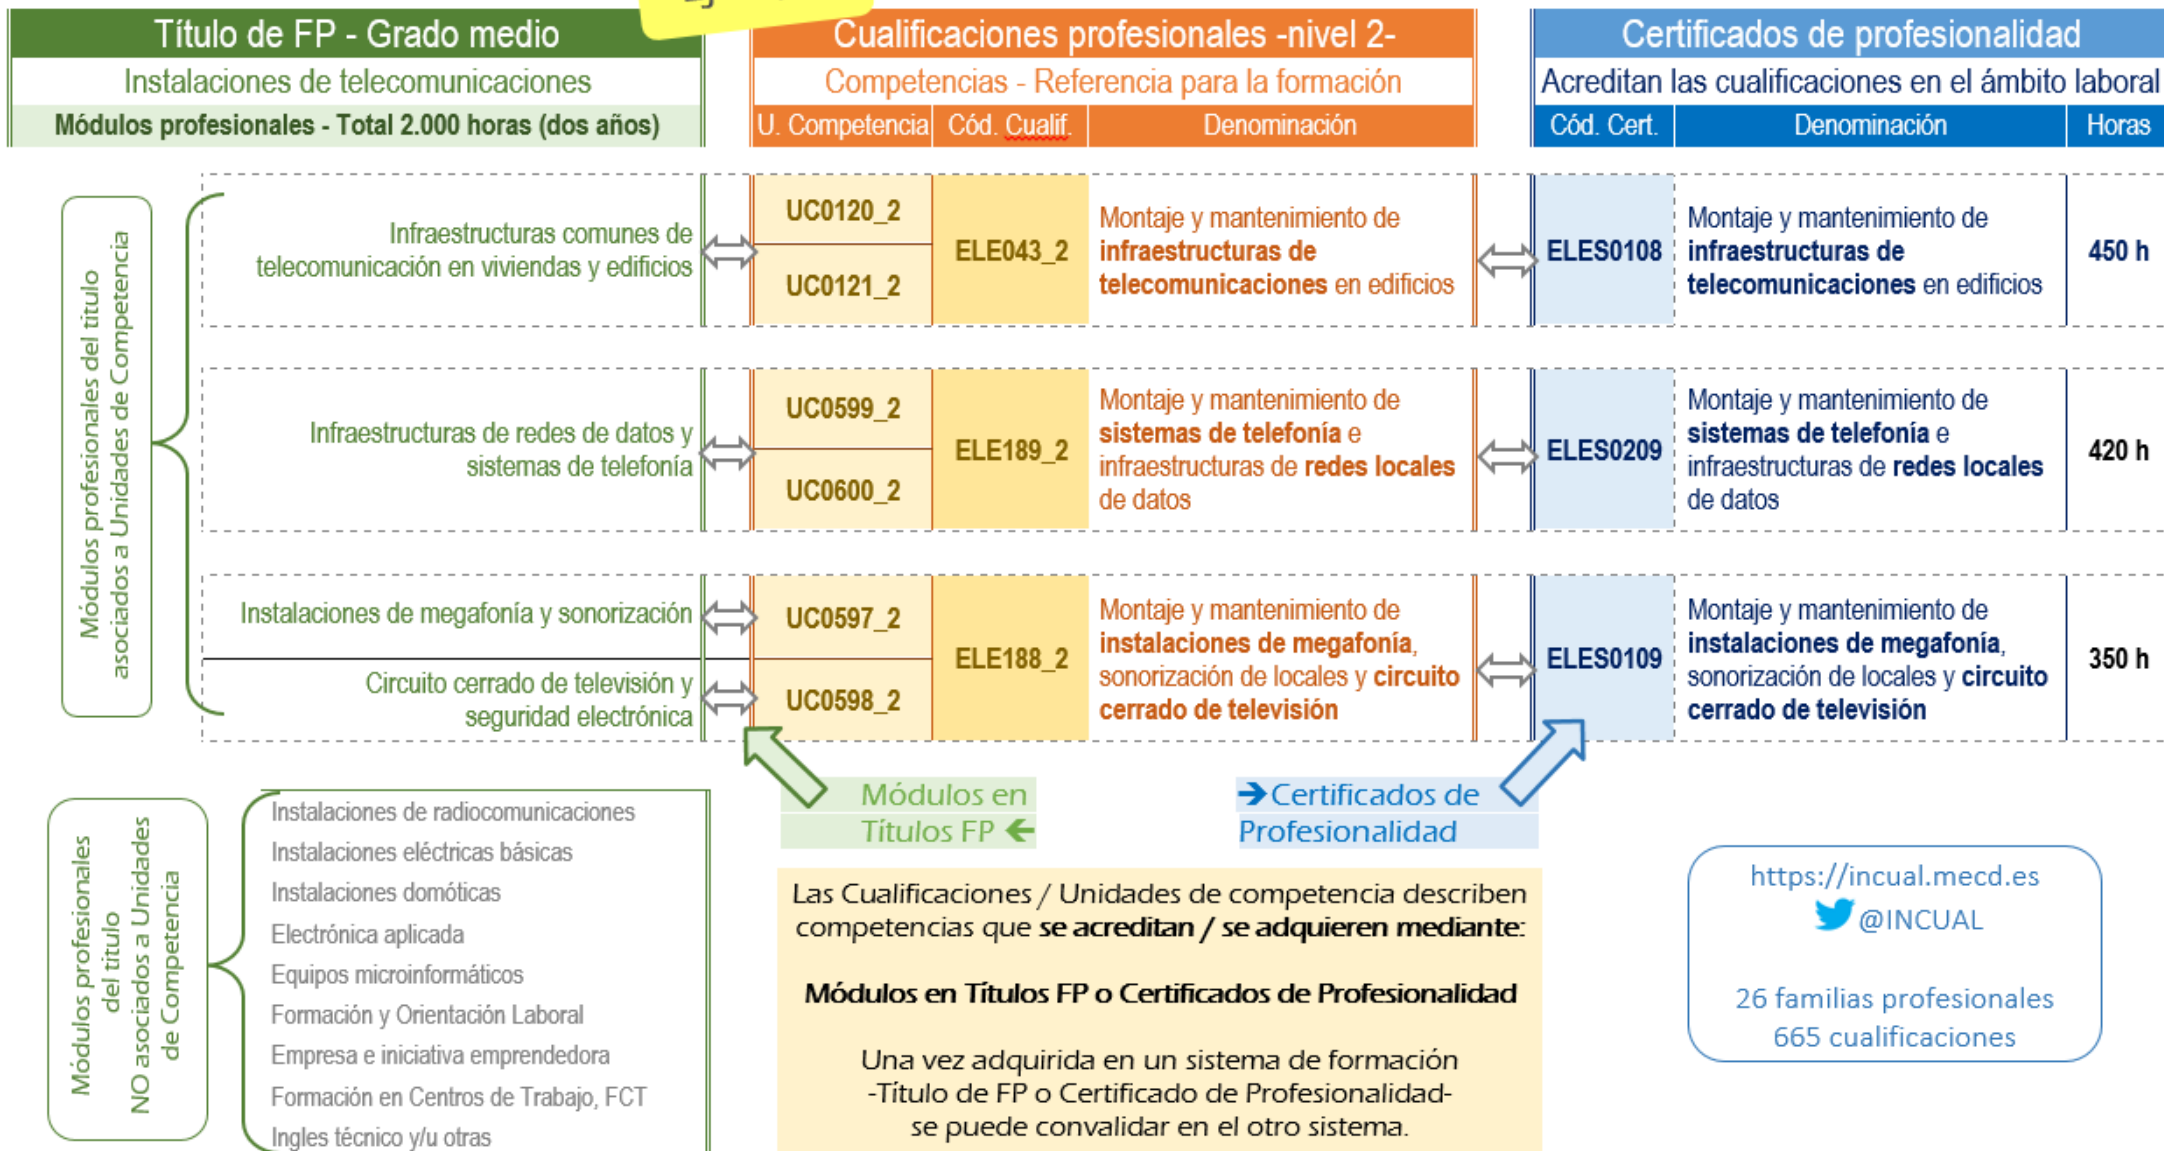 Título de FP - Grado medio
Instalaciones de telecomunicaciones
Módulos profesionales - Total 2.000 horas (dos años)
Cualificaciones profesionales -nivel 2-
Competencias - Referencia para la formación
U. Competencia Cód. Cualif. Denominación
Certificados de profesionalidad
Acreditan las cualificaciones en el ámbito laboral
Cód. Cert. Denominación Horas
Módulos profesionales del título
asociados a Unidades de Competencia
Infraestructuras comunes de
telecomunicación en viviendas y edificios
UC0120_2
UC0121_2
ELE043_2
Montaje y mantenimiento de
infraestructuras de
telecomunicaciones en edificios
ELES0108
Montaje y mantenimiento de
infraestructuras de
telecomunicaciones en edificios
450 h
Infraestructuras de redes de datos y
sistemas de telefonía
UC0599_2
UC0600_2
ELE189_2
Montaje y mantenimiento de
sistemas de telefonía e
infraestructuras de redes locales
de datos
ELES0209
Montaje y mantenimiento de
sistemas de telefonía e
infraestructuras de redes locales
de datos
420 h
Instalaciones de megafonía y sonorización
Circuito cerrado de televisión y
seguridad electrónica
UC0597_2
UC0598_2
ELE188_2
Montaje y mantenimiento de
instalaciones de megafonía,
sonorización de locales y circuito
cerrado de televisión
ELES0109
Montaje y mantenimiento de
instalaciones de megafonía,
sonorización de locales y circuito
cerrado de televisión
350 h
Módulos profesionales
del título
NO asociados a Unidades
de Competencia
Instalaciones de radiocomunicaciones
Instalaciones eléctricas básicas
Instalaciones domóticas
Electrónica aplicada
Equipos microinformáticos
Formación y Orientación Laboral
Empresa e iniciativa emprendedora
Formación en Centros de Trabajo, FCT
Ingles técnico y/u otras
Módulos en
Títulos FP ←
→ Certificados de
Profesionalidad
Las Cualificaciones / Unidades de competencia describen
competencias que se acreditan / se adquieren mediante:
Módulos en Títulos FP o Certificados de Profesionalidad
Una vez adquirida en un sistema de formación
-Título de FP o Certificado de Profesionalidad-
se puede convalidar en el otro sistema.
https://incual.mecd.es
@INCUAL
26 familias profesionales
665 cualificaciones